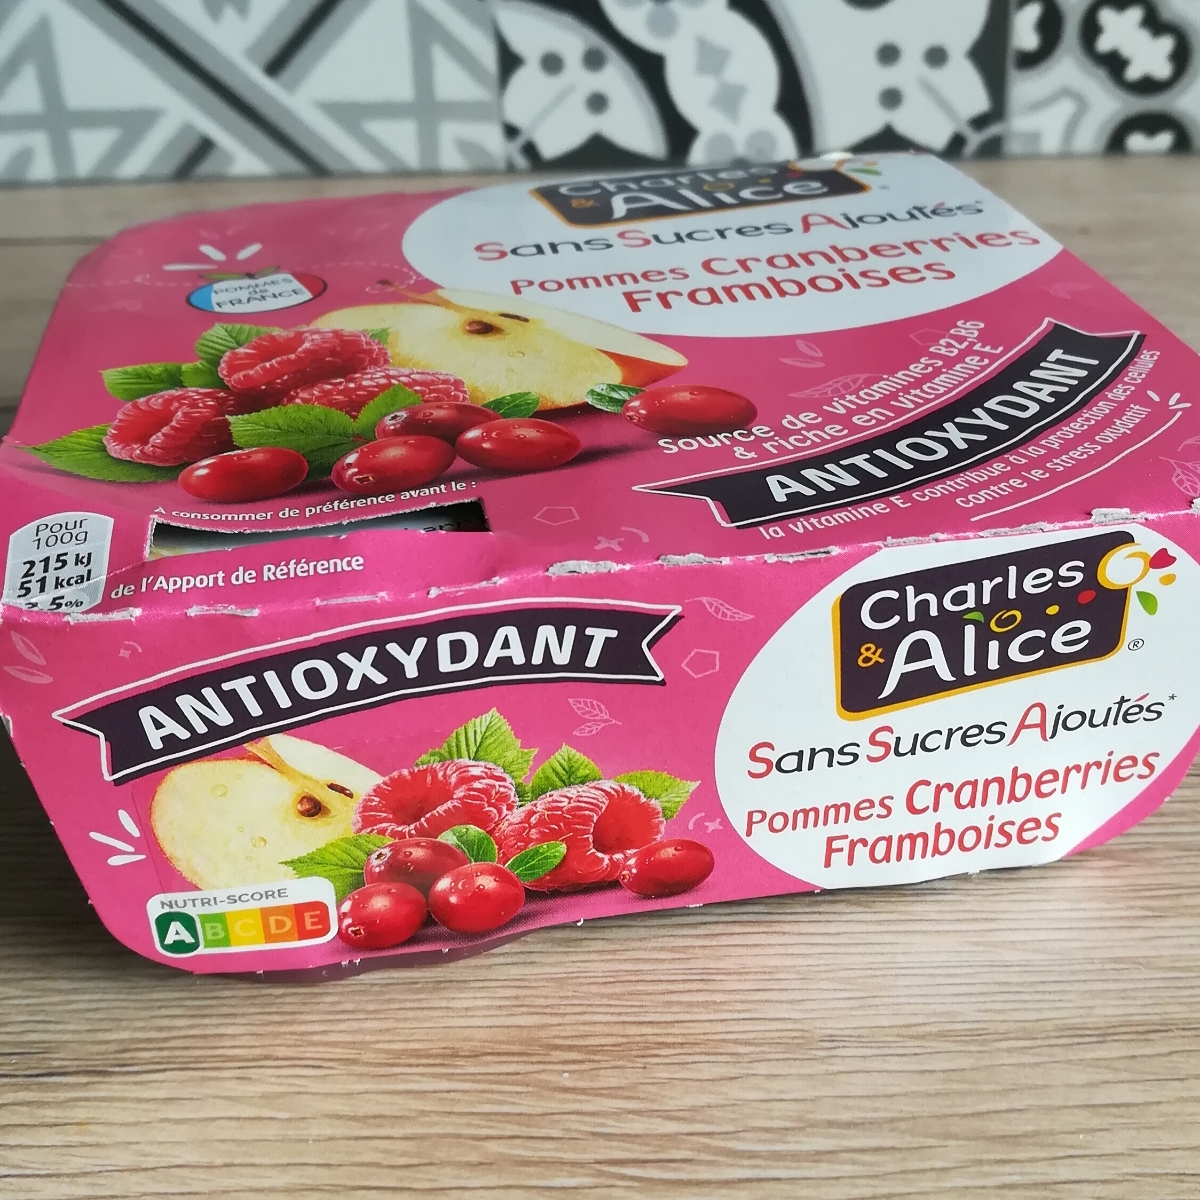 Charles
& Alice
Sans Sucres Ajoutés*
Pommes Cranberries
Framboises
POMMES
de
FRANCE
Source de vitamines B2,B6
& riche en vitamine E
ANTIOXYDANT
la vitamine E contribue à la protection des cellules
contre le stress oxydatif
A consommer de préférence avant le :
Pour
100g
215 kJ
51 kcal
de l'Apport de Référence
ANTIOXYDANT
Charles
& Alice ®
Sans Sucres Ajoutés*
Pommes Cranberries
Framboises
NUTRI-SCORE
A B C D E